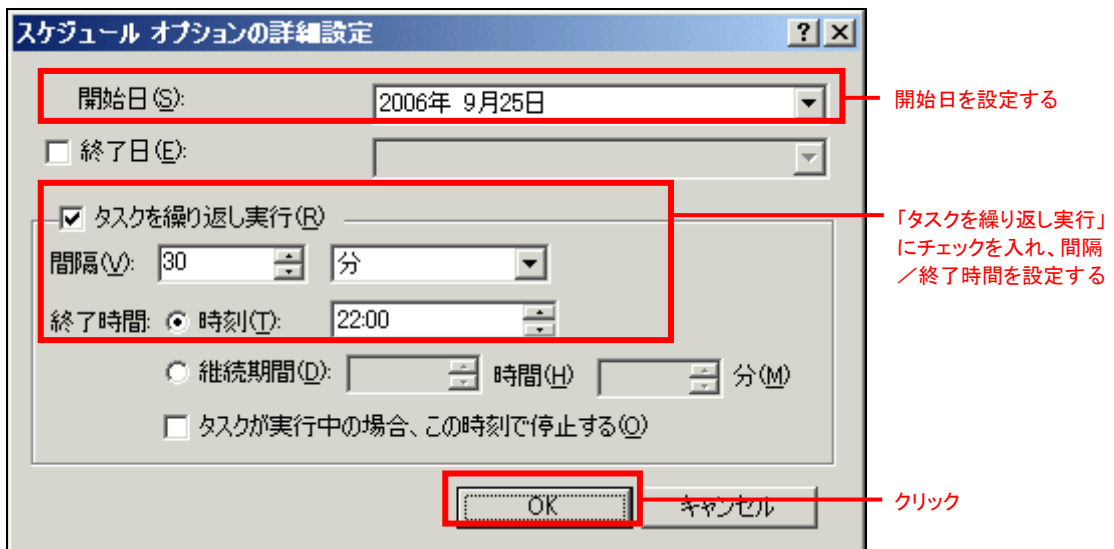 スケジュール オプションの詳細設定
開始日(S): 2006年 9月25日
開始日を設定する
終了日(E):
タスクを繰り返し実行(R)
間隔(V): 30 分
「タスクを繰り返し実行」
にチェックを入れ、間隔
／終了時間を設定する
終了時間: 時刻(T): 22:00
継続期間(D): 時間(H) 分(M)
タスクが実行中の場合、この時刻で停止する(O)
OK キャンセル
クリック